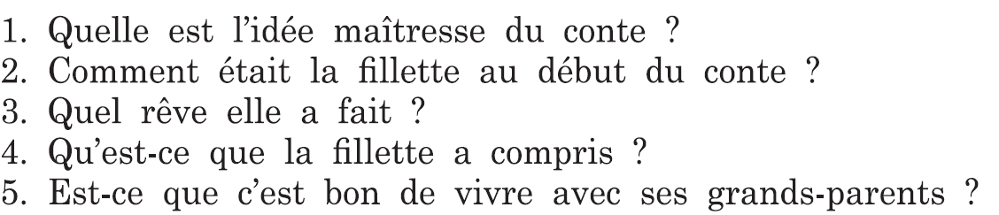 1. Quelle est l’idée maîtresse du conte ?
2. Comment était la fillette au début du conte ?
3. Quel rêve elle a fait ?
4. Qu’est-ce que la fillette a compris ?
5. Est-ce que c’est bon de vivre avec ses grands-parents ?